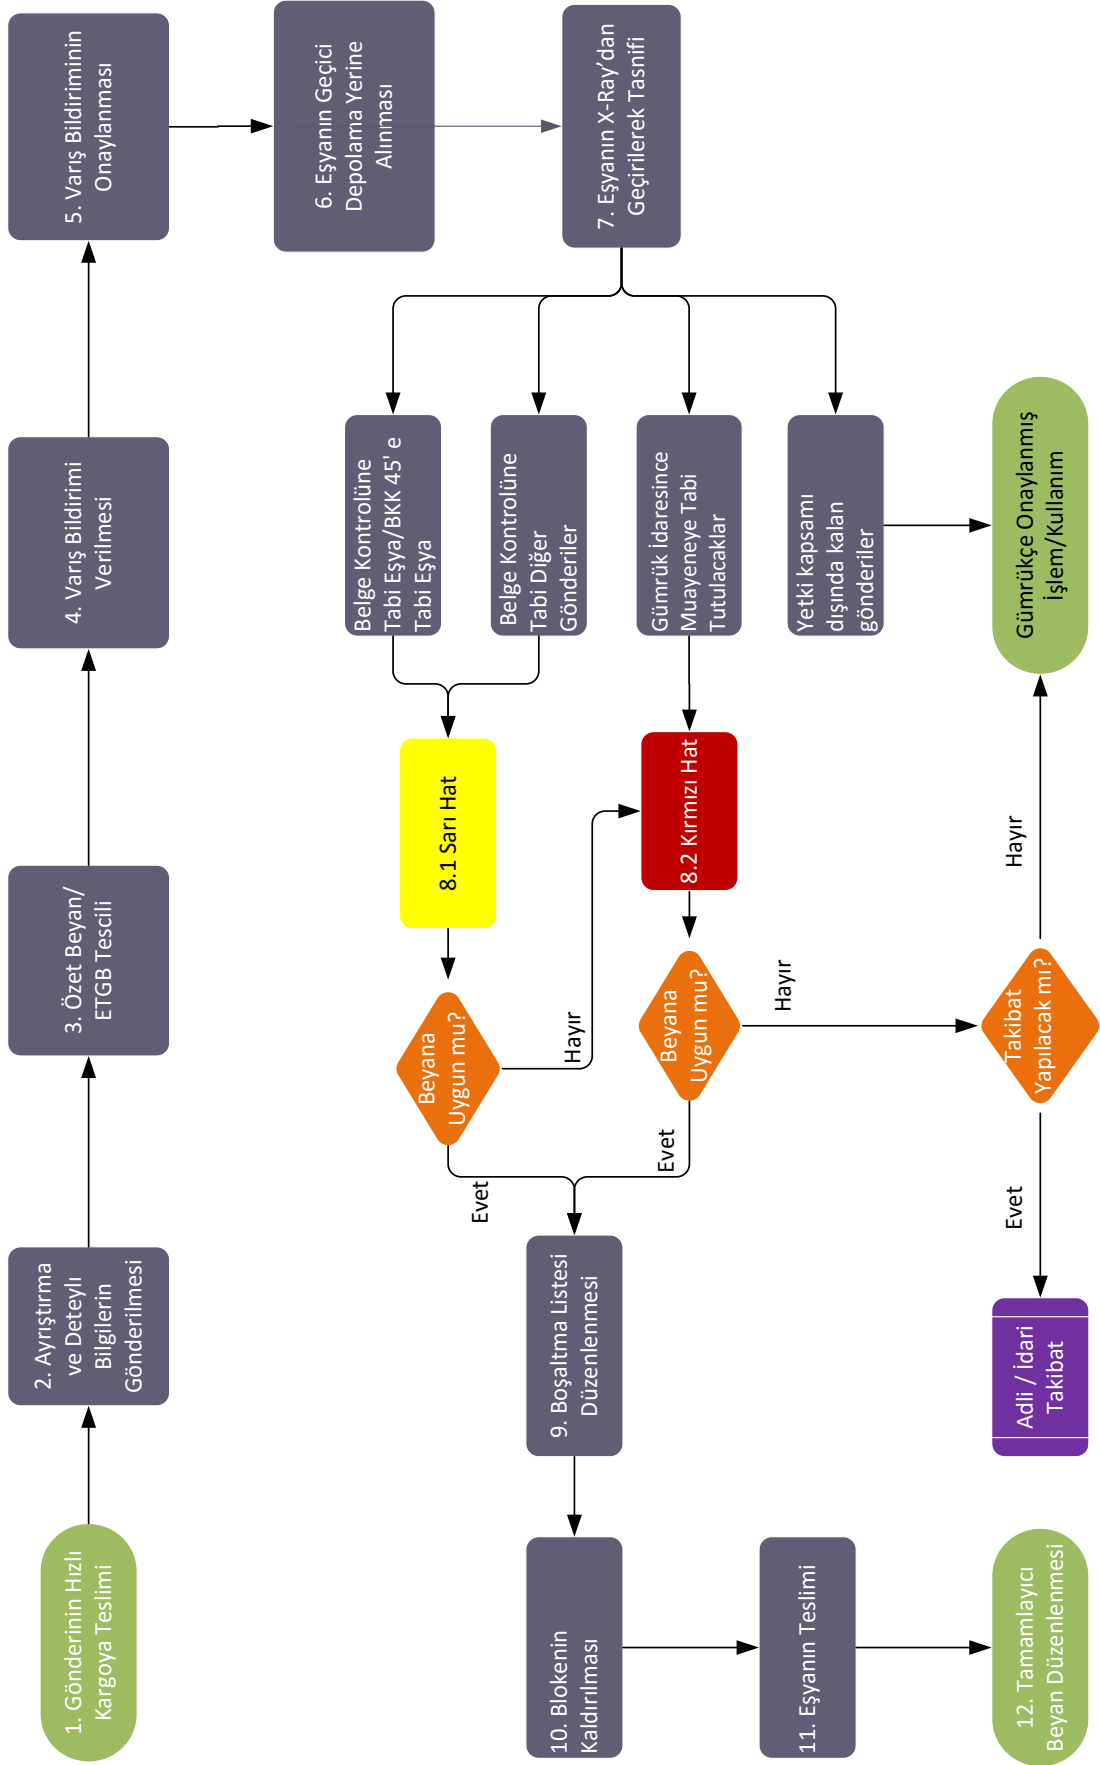 1. Gönderinin Hızlı
Kargoya Teslimi
2. Ayrıştırma
ve Deteylı
Bilgilerin
Gönderilmesi
3. Özet Beyan/
ETGB Tescili
4. Varış Bildirimi
Verilmesi
5. Varış Bildiriminin
Onaylanması
6. Eşyanın Geçici
Depolama Yerine
Alınması
7. Eşyanın X-Ray’dan
Geçirilerek Tasnifi
Belge Kontrolüne
Tabi Eşya/BKK 45' e
Tabi Eşya
Belge Kontrolüne
Tabi Diğer
Gönderiler
Gümrük İdaresince
Muayeneye Tabi
Tutulacaklar
Yetki kapsamı
dışında kalan
gönderiler
8.1 Sarı Hat
8.2 Kırmızı Hat
Beyana
Uygun mu?
Evet
Hayır
Beyana
Uygun mu?
Evet
Hayır
9. Boşaltma Listesi
Düzenlenmesi
10. Blokenin
Kaldırılması
11. Eşyanın Teslimi
12. Tamamlayıcı
Beyan Düzenlenmesi
Takibat
Yapılacak mı?
Evet
Hayır
Adli / İdari
Takibat
Gümrükçe Onaylanmış
İşlem/Kullanım